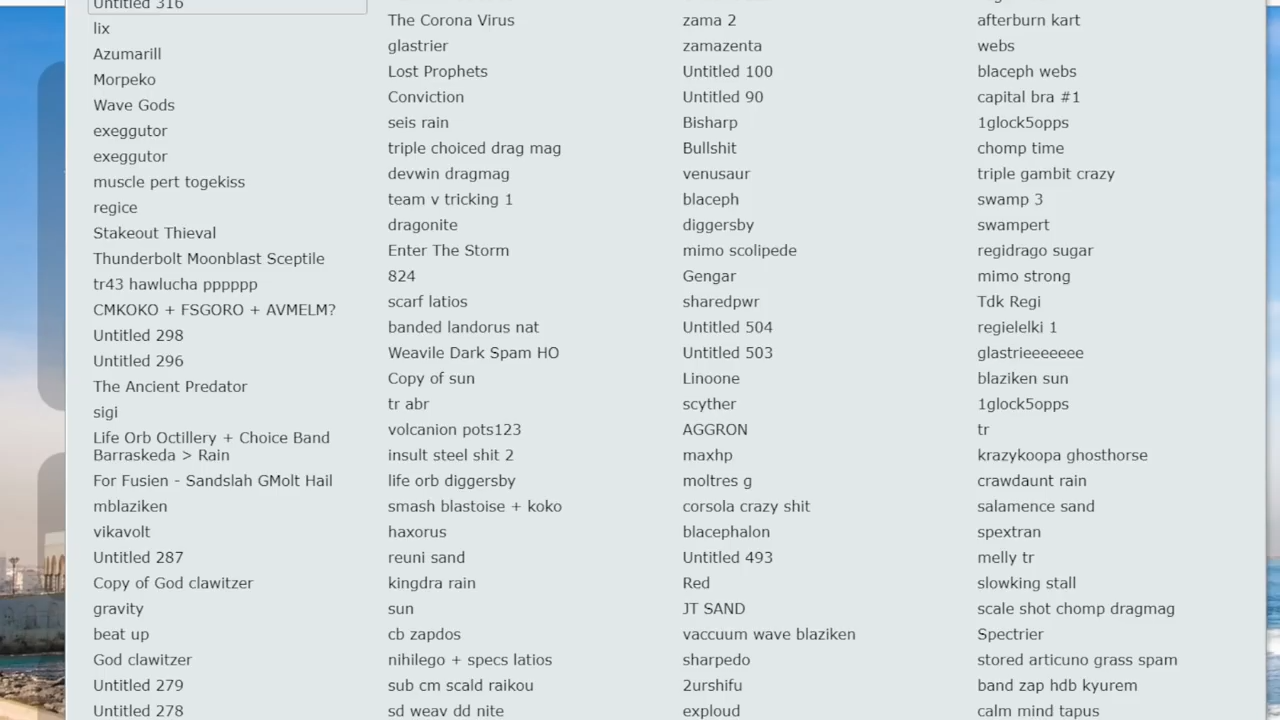 Untitled 316
lix
Azumarill
Morpeko
Wave Gods
exeggutor
exeggutor
muscle pert togekiss
regice
Stakeout Thieval
Thunderbolt Moonblast Sceptile
tr43 hawlucha pppppp
CMKOKO + FSGORO + AVMELM?
Untitled 298
Untitled 296
The Ancient Predator
sigi
Life Orb Octillery + Choice Band
Barraskeda > Rain
For Fusien - Sandslah GMolt Hail
mblaziken
vikavolt
Untitled 287
Copy of God clawitzer
gravity
beat up
God clawitzer
Untitled 279
Untitled 278
The Corona Virus
glastrier
Lost Prophets
Conviction
seis rain
triple choiced drag mag
devwin dragmag
team v tricking 1
dragonite
Enter The Storm
824
scarf latios
banded landorus nat
Weavile Dark Spam HO
Copy of sun
tr abr
volcanion pots123
insult steel shit 2
life orb diggersby
smash blastoise + koko
haxorus
reuni sand
kingdra rain
sun
cb zapdos
nihilego + specs latios
sub cm scald raikou
sd weav dd nite
zama 2
zamazenta
Untitled 100
Untitled 90
Bisharp
Bullshit
venusaur
blaceph
diggersby
mimo scolipede
Gengar
sharedpwr
Untitled 504
Untitled 503
Linoone
scyther
AGGRON
maxhp
moltres g
corsola crazy shit
blacephalon
Untitled 493
Red
JT SAND
vaccuum wave blaziken
sharpedo
2urshifu
exploud
afterburn kart
webs
blaceph webs
capital bra #1
1glock5opps
chomp time
triple gambit crazy
swamp 3
swampert
regidrago sugar
mimo strong
Tdk Regi
regielelki 1
glastrieeeeeee
blaziken sun
1glock5opps
tr
krazykoopa ghosthorse
crawdaunt rain
salamence sand
spextran
melly tr
slowking stall
scale shot chomp dragmag
Spectrier
stored articuno grass spam
band zap hdb kyurem
calm mind tapus